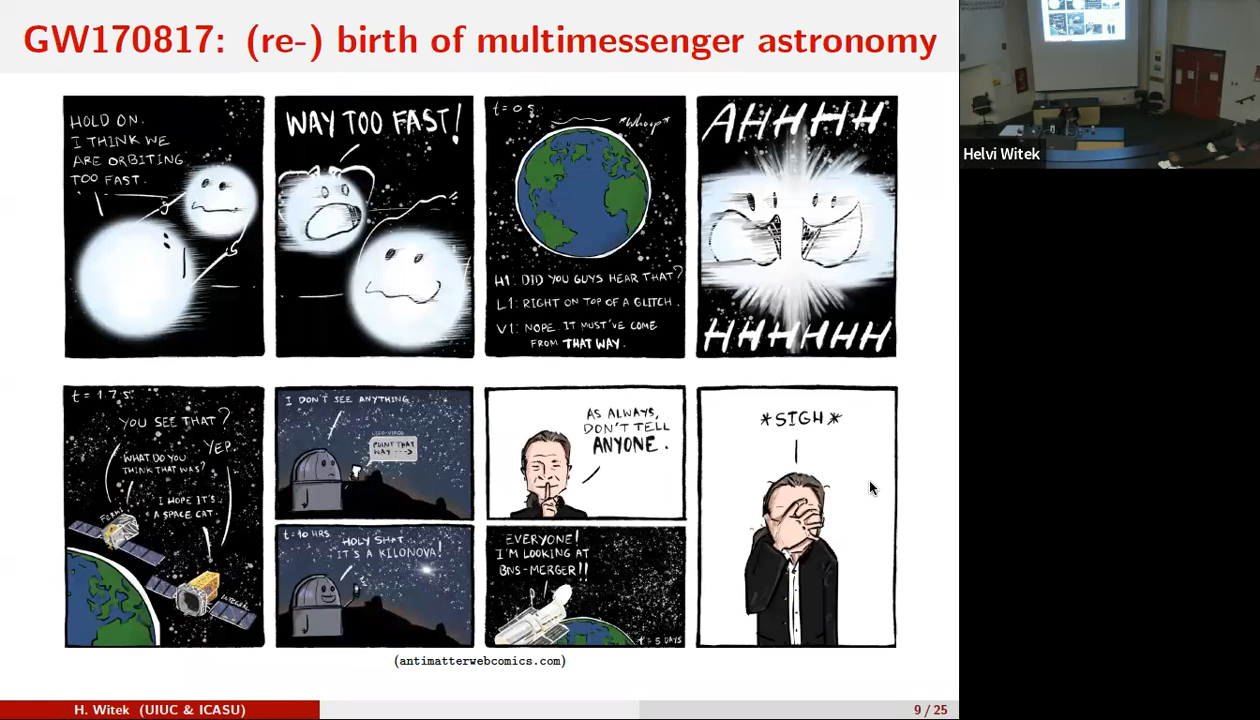 GW170817: (re-) birth of multimessenger astronomy
HOLD ON.
I THINK WE
ARE ORBITING
TOO FAST.
WAY TOO FAST!
t=0 s
*Whoop*
H1: DID YOU GUYS HEAR THAT?
L1: RIGHT ON TOP OF A GLITCH.
V1: NOPE IT MUST'VE COME
FROM THAT WAY.
AHHHH
HHHHHH
t=1.7 s.
YOU SEE THAT?
YEP.
WHAT DO YOU
THINK THAT WAS?
I HOPE IT'S
A SPACE CAT.
FERMI
INTEGRAL
I DON'T SEE ANYTHING.
LIGO-VIRGO
POINT THAT
WAY --->
t=10 HRS
HOLY SH*T
IT'S A KILONOVA!
AS ALWAYS,
DON'T TELL
ANYONE.
EVERYONE!
I'M LOOKING AT
BNS-MERGER!!
t=5 DAYS
*SIGH*
(antimatterwebcomics.com)
H. Witek (UIUC & ICASU)
9 / 25
Helvi Witek